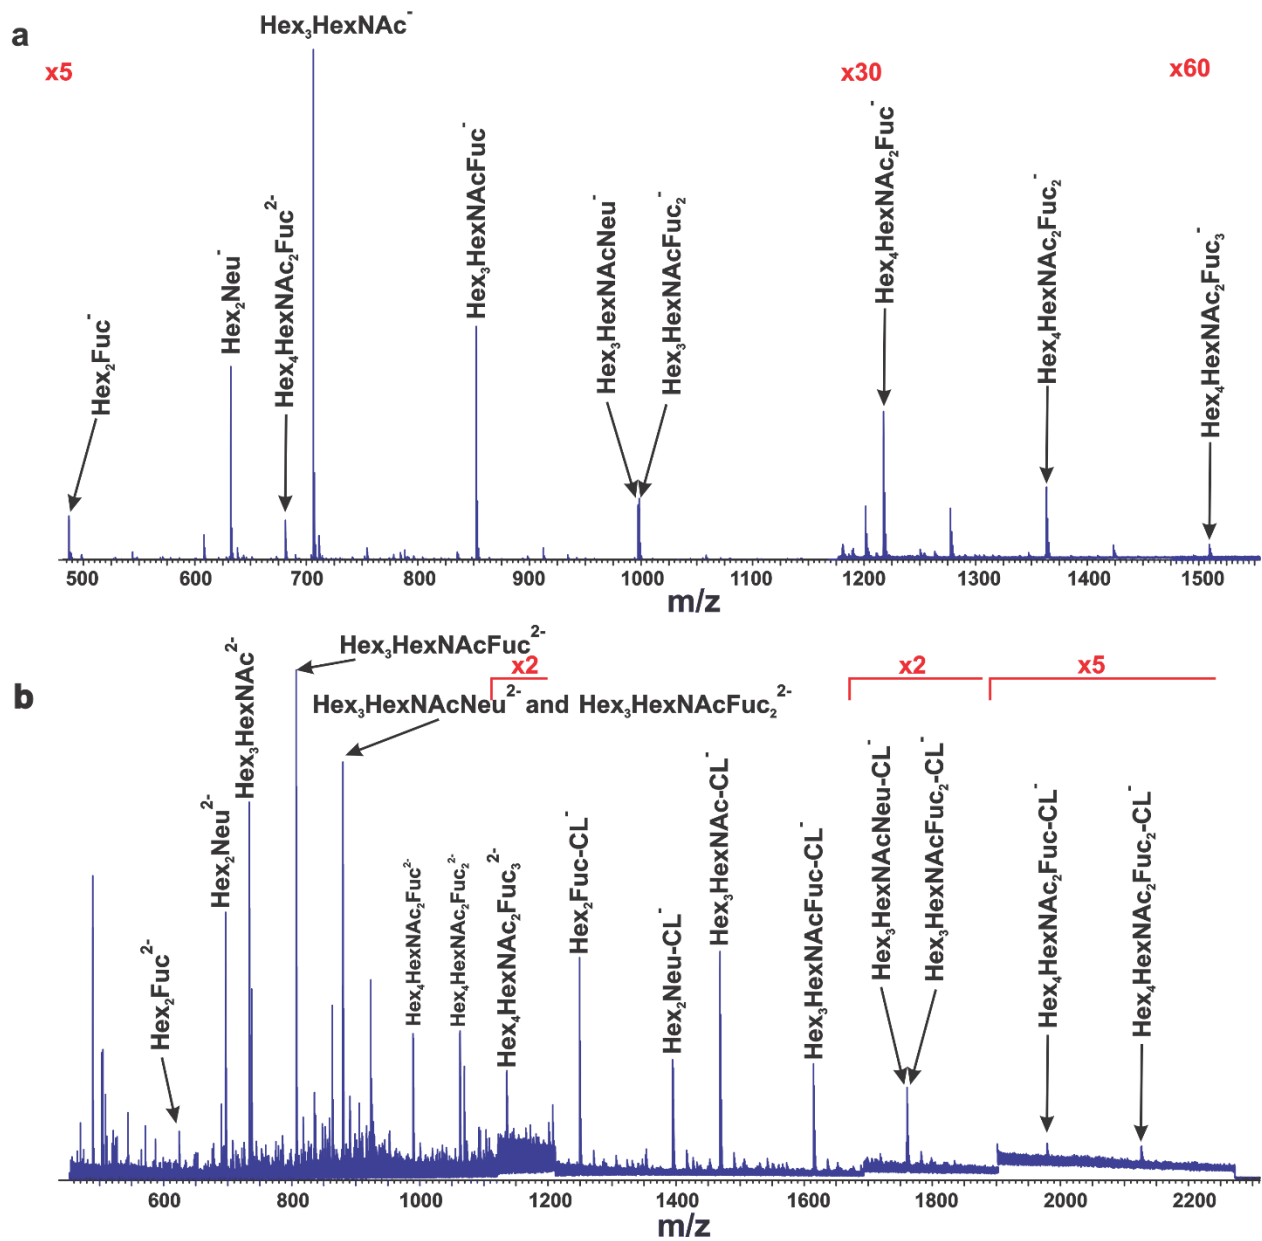 a
Hex₃HexNAc⁻
x5
x30
x60
Hex₂Fuc⁻
Hex₂Neu⁻
Hex₄HexNAc₂Fuc²⁻
Hex₃HexNAcFuc⁻
Hex₃HexNAcNeu⁻
Hex₃HexNAcFuc₂⁻
Hex₄HexNAc₂Fuc⁻
Hex₄HexNAc₂Fuc₂⁻
Hex₄HexNAc₂Fuc₃⁻
500 600 700 800 900 1000 1100 1200 1300 1400 1500
m/z
b
Hex₃HexNAcFuc²⁻
x2
x2
x5
Hex₃HexNAcNeu²⁻ and Hex₃HexNAcFuc₂²⁻
Hex₂Fuc²⁻
Hex₂Neu²⁻
Hex₃HexNAc²⁻
Hex₄HexNAc₂Fuc²⁻
Hex₄HexNAc₂Fuc₂²⁻
Hex₄HexNAc₂Fuc₃²⁻
Hex₂Fuc-CL⁻
Hex₂Neu-CL⁻
Hex₃HexNAc-CL⁻
Hex₃HexNAcFuc-CL⁻
Hex₃HexNAcNeu-CL⁻
Hex₃HexNAcFuc₂-CL⁻
Hex₄HexNAc₂Fuc-CL⁻
Hex₄HexNAc₂Fuc₂-CL⁻
600 800 1000 1200 1400 1600 1800 2000 2200
m/z